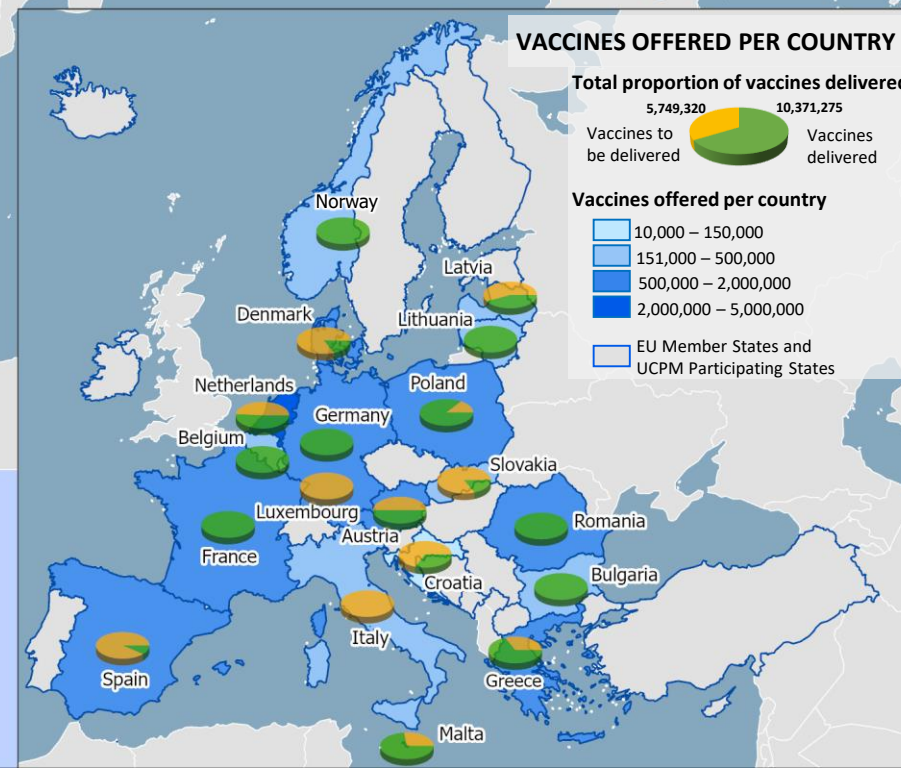 VACCINES OFFERED PER COUNTRY
Total proportion of vaccines delivered
5,749,320
10,371,275
Vaccines to
be delivered
Vaccines
delivered
Vaccines offered per country
10,000 – 150,000
151,000 – 500,000
500,000 – 2,000,000
2,000,000 – 5,000,000
EU Member States and
UCPM Participating States
Norway
Latvia
Denmark
Lithuania
Netherlands
Poland
Germany
Belgium
Slovakia
Luxembourg
Romania
Austria
France
Bulgaria
Croatia
Italy
Spain
Greece
Malta